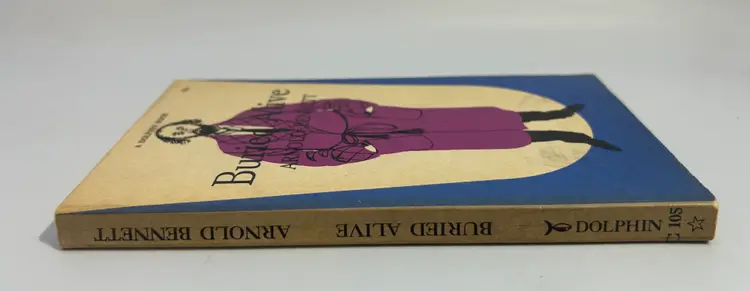 A DOLPHIN BOOK
Buried Alive
ARNOLD BENNETT
ARNOLD BENNETT BURIED ALIVE DOLPHIN C 105